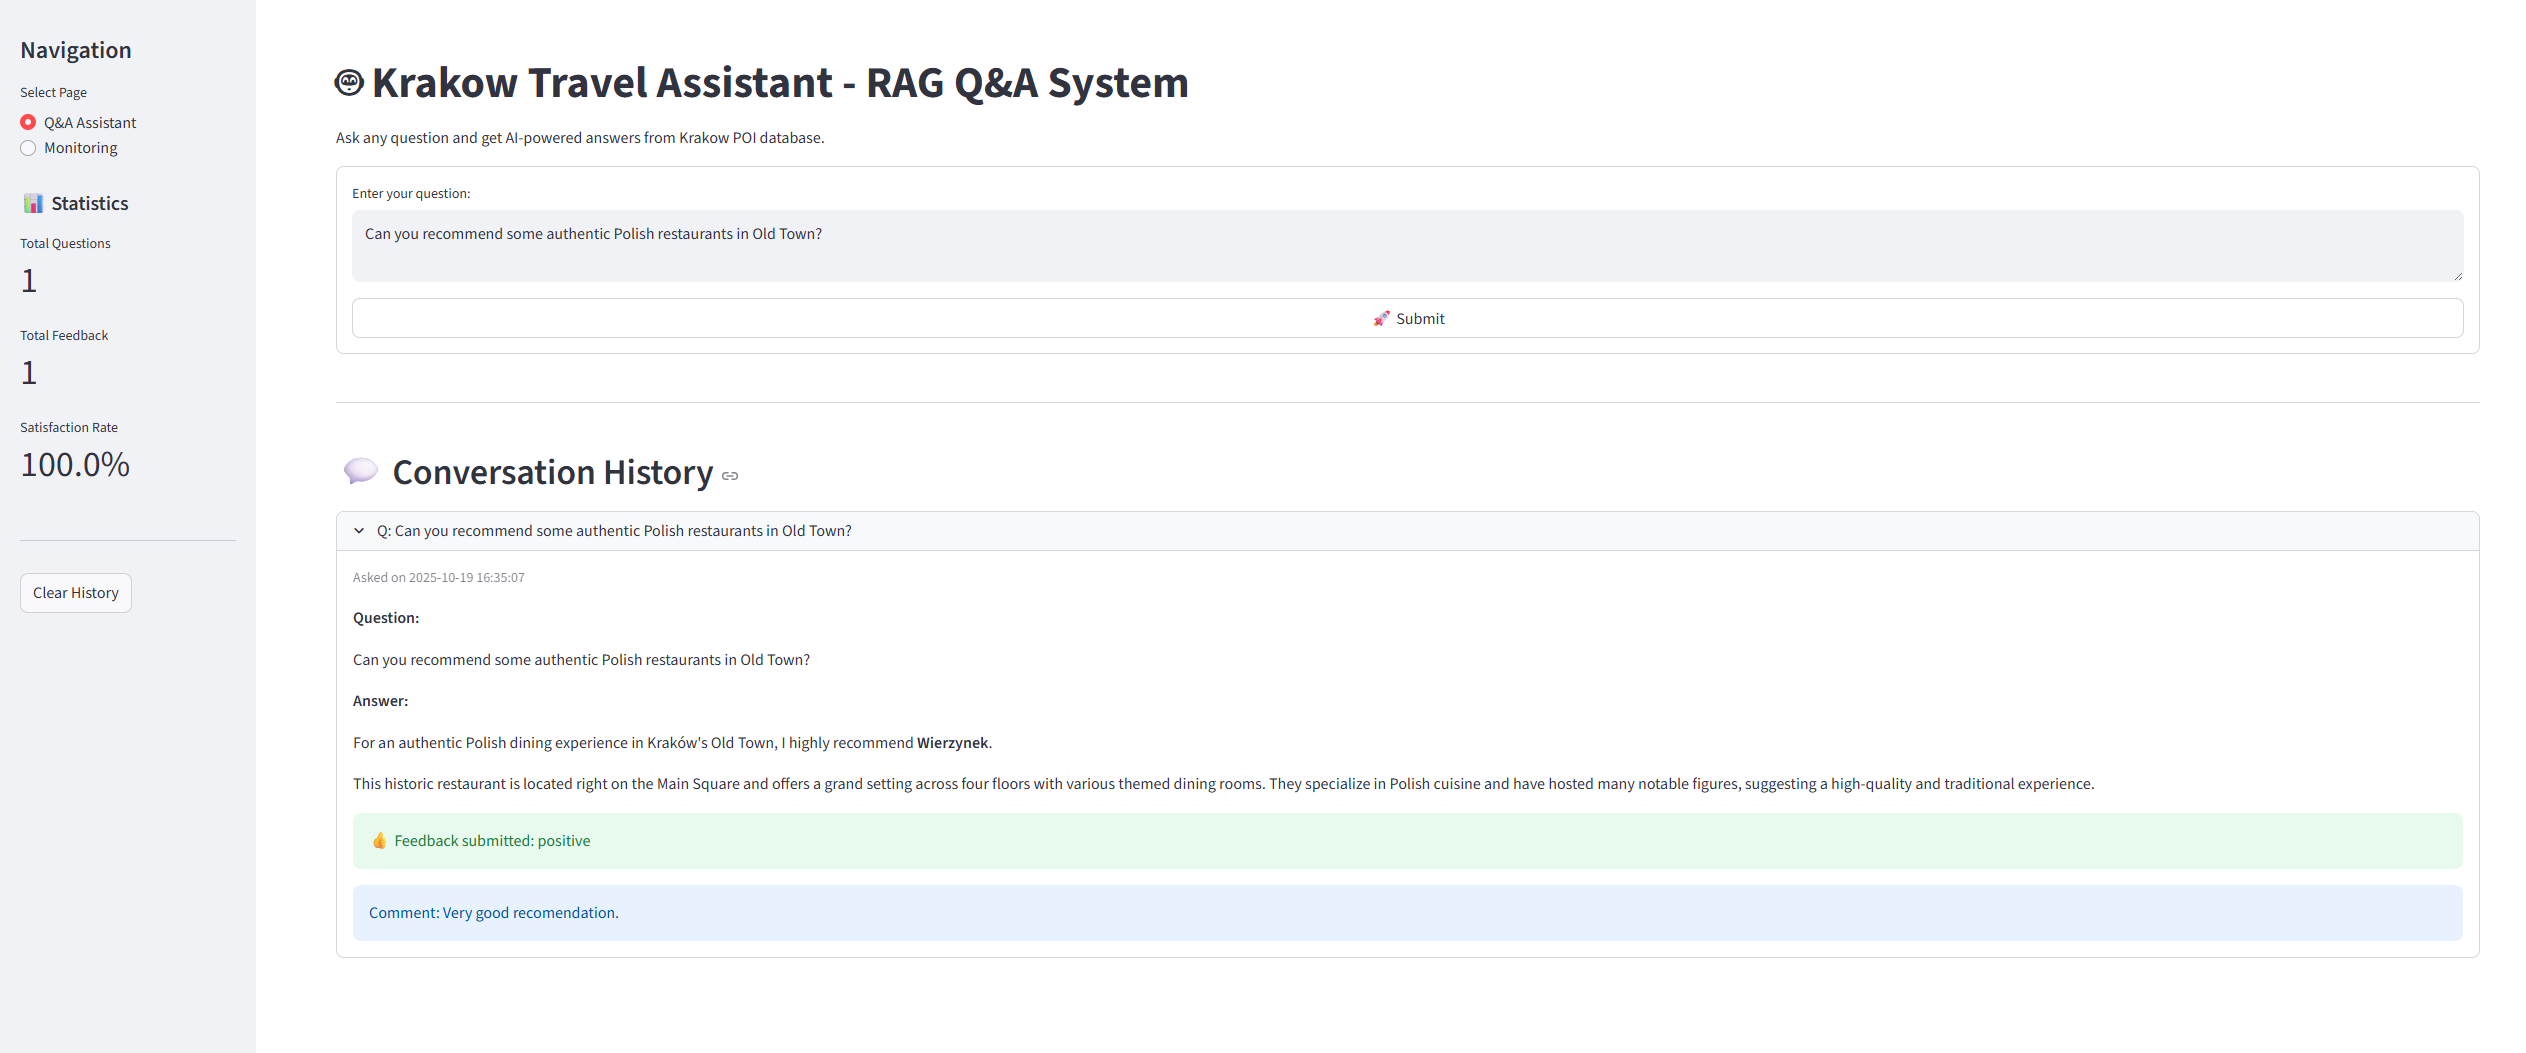 Navigation
Select Page
Q&A Assistant
Monitoring
Statistics
Total Questions
1
Total Feedback
1
Satisfaction Rate
100.0%
Clear History
Krakow Travel Assistant - RAG Q&A System
Ask any question and get AI-powered answers from Krakow POI database.
Enter your question:
Can you recommend some authentic Polish restaurants in Old Town?
Submit
Conversation History
Q: Can you recommend some authentic Polish restaurants in Old Town?
Asked on 2025-10-19 16:35:07
Question:
Can you recommend some authentic Polish restaurants in Old Town?
Answer:
For an authentic Polish dining experience in Kraków's Old Town, I highly recommend Wierzynek.
This historic restaurant is located right on the Main Square and offers a grand setting across four floors with various themed dining rooms. They specialize in Polish cuisine and have hosted many notable figures, suggesting a high-quality and traditional experience.
Feedback submitted: positive
Comment: Very good recomendation.